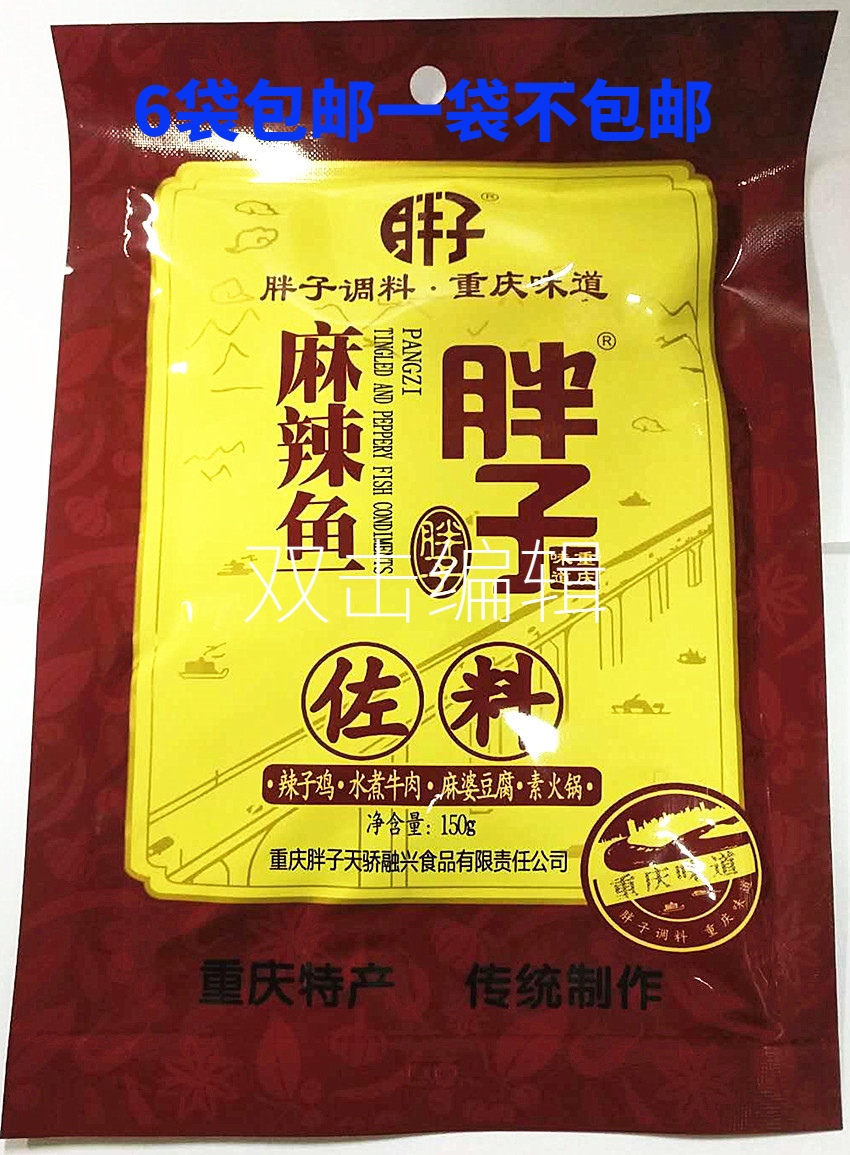 6袋包邮一袋不包邮
胖子®
胖子调料·重庆味道
胖子®
重庆味道
胖子
PANGZI
TINGLED AND PEPPERY FISH CONDIMENTS
麻辣鱼
双击编辑
佐料
·辣子鸡·水煮牛肉·麻婆豆腐·素火锅·
净含量：150g
重庆胖子天骄融兴食品有限责任公司
重庆味道
胖子调料 重庆味道
重庆特产 传统制作